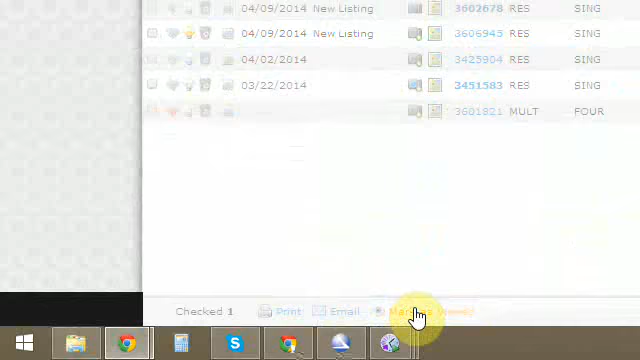 04/09/2014 New Listing 3602678 RES SING
04/09/2014 New Listing 3606945 RES SING
04/02/2014 3425904 RES SING
03/22/2014 3451583 RES SING
3601921 MULT FOUR
Checked 1 Print Email